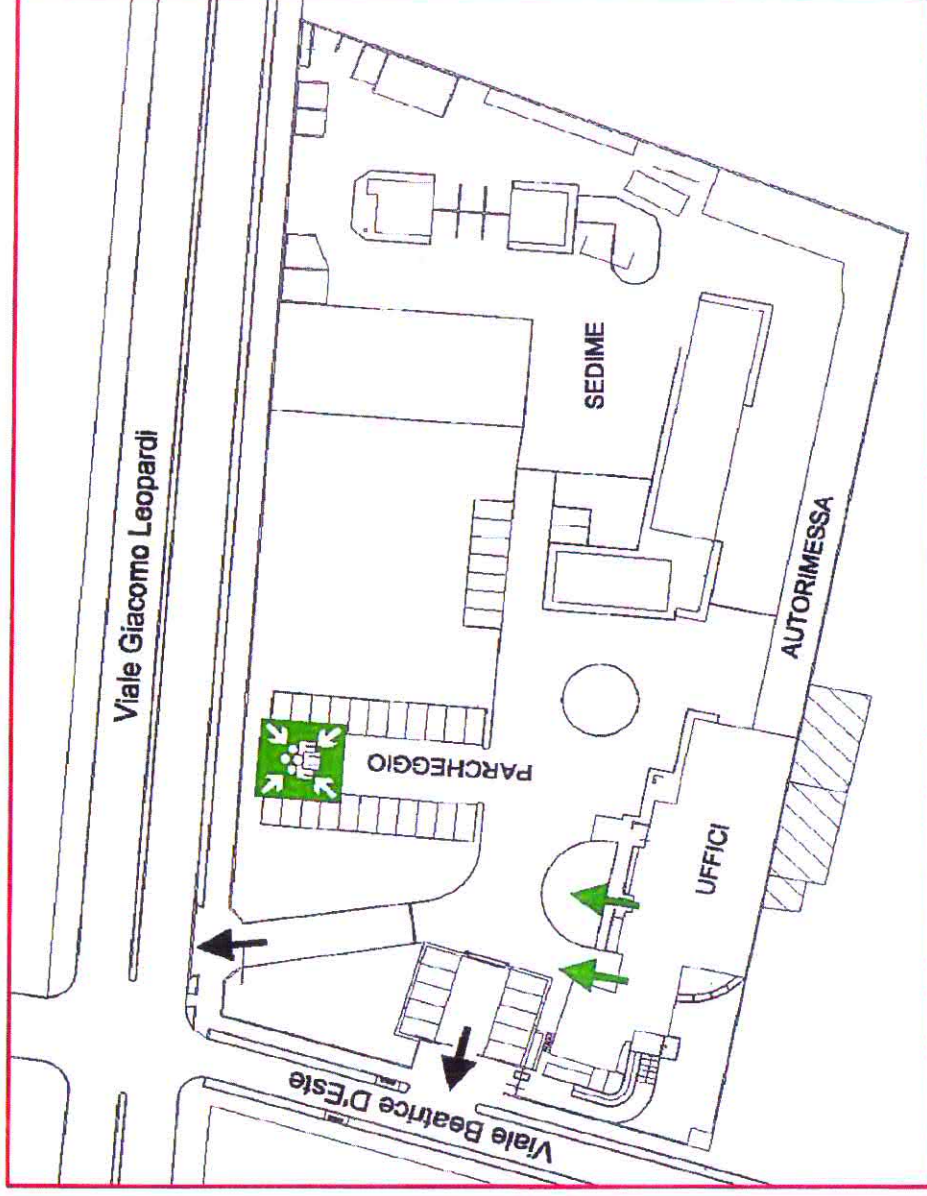 Viale Giacomo Leopardi
SEDIME
PARCHEGGIO
AUTORIMESSA
UFFICI
Viale Beatrice D'Este